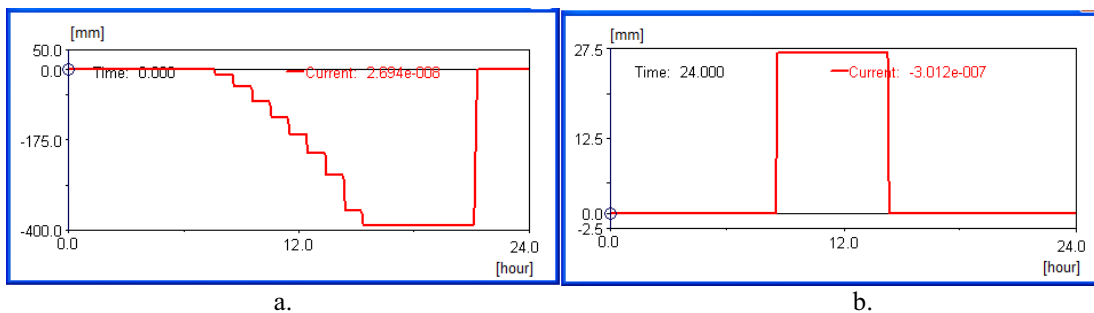 [mm]
50.0
0.0
Time: 0.000
Current: 2.694e-008
-175.0
-400.0
0.0
12.0
24.0
[hour]
a.
[mm]
27.5
Time: 24.000
Current: -3.012e-007
12.5
0.0
-2.5
0.0
12.0
24.0
[hour]
b.